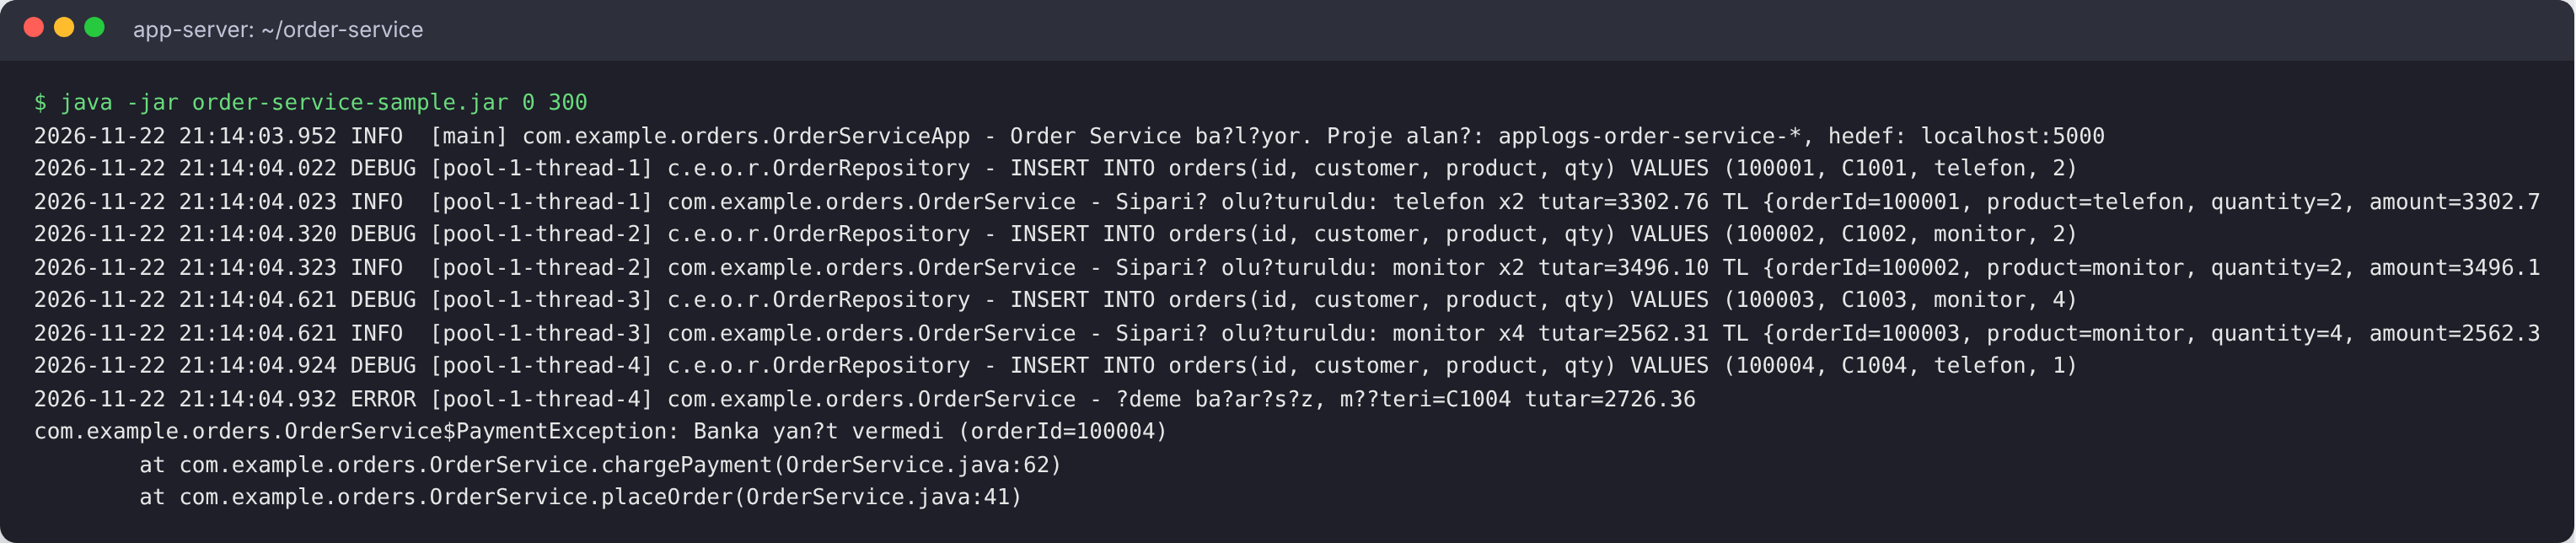 app-server: ~/order-service
$ java -jar order-service-sample.jar 0 300
2026-11-22 21:14:03.952 INFO  [main] com.example.orders.OrderServiceApp - Order Service ba?l?yor. Proje alan?: applogs-order-service-*, hedef: localhost:5000
2026-11-22 21:14:04.022 DEBUG [pool-1-thread-1] c.e.o.r.OrderRepository - INSERT INTO orders(id, customer, product, qty) VALUES (100001, C1001, telefon, 2)
2026-11-22 21:14:04.023 INFO  [pool-1-thread-1] com.example.orders.OrderService - Sipari? olu?turuldu: telefon x2 tutar=3302.76 TL {orderId=100001, product=telefon, quantity=2, amount=3302.7
2026-11-22 21:14:04.320 DEBUG [pool-1-thread-2] c.e.o.r.OrderRepository - INSERT INTO orders(id, customer, product, qty) VALUES (100002, C1002, monitor, 2)
2026-11-22 21:14:04.323 INFO  [pool-1-thread-2] com.example.orders.OrderService - Sipari? olu?turuldu: monitor x2 tutar=3496.10 TL {orderId=100002, product=monitor, quantity=2, amount=3496.1
2026-11-22 21:14:04.621 DEBUG [pool-1-thread-3] c.e.o.r.OrderRepository - INSERT INTO orders(id, customer, product, qty) VALUES (100003, C1003, monitor, 4)
2026-11-22 21:14:04.621 INFO  [pool-1-thread-3] com.example.orders.OrderService - Sipari? olu?turuldu: monitor x4 tutar=2562.31 TL {orderId=100003, product=monitor, quantity=4, amount=2562.3
2026-11-22 21:14:04.924 DEBUG [pool-1-thread-4] c.e.o.r.OrderRepository - INSERT INTO orders(id, customer, product, qty) VALUES (100004, C1004, telefon, 1)
2026-11-22 21:14:04.932 ERROR [pool-1-thread-4] com.example.orders.OrderService - ?deme ba?ar?s?z, m??teri=C1004 tutar=2726.36
com.example.orders.OrderService$PaymentException: Banka yan?t vermedi (orderId=100004)
        at com.example.orders.OrderService.chargePayment(OrderService.java:62)
        at com.example.orders.OrderService.placeOrder(OrderService.java:41)